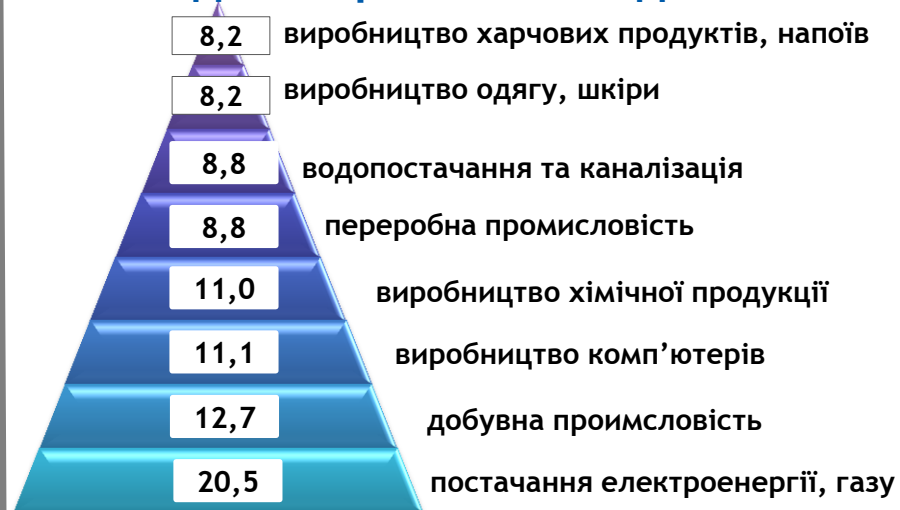 8,2 виробництво харчових продуктів, напоїв
8,2 виробництво одягу, шкіри
8,8 водопостачання та каналізація
8,8 переробна промисловість
11,0 виробництво хімічної продукції
11,1 виробництво комп’ютерів
12,7 добувна проимсловість
20,5 постачання електроенергії, газу